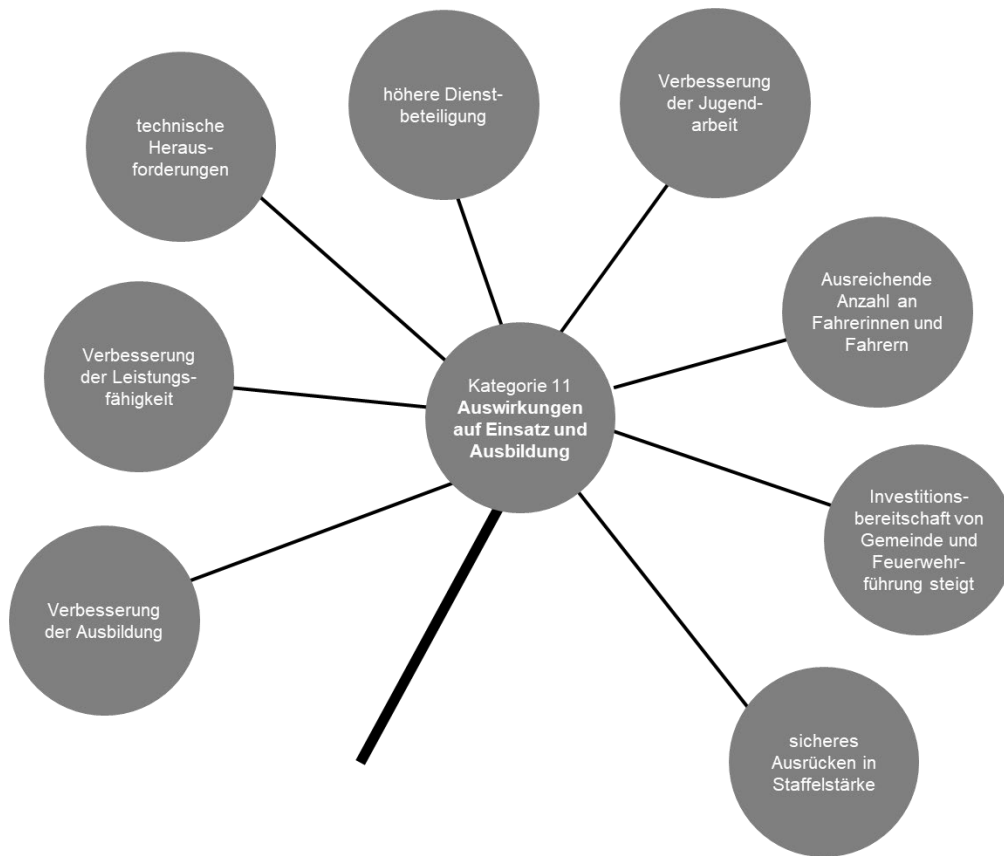 technische
Heraus-
forderungen
höhere Dienst-
beteiligung
Verbesserung
der Jugend-
arbeit
Ausreichende
Anzahl an
Fahrerinnen und
Fahrern
Verbesserung
der Leistungs-
fähigkeit
Kategorie 11
Auswirkungen
auf Einsatz und
Ausbildung
Investitions-
bereitschaft von
Gemeinde und
Feuerwehr-
führung steigt
Verbesserung
der Ausbildung
sicheres
Ausrücken in
Staffelstärke